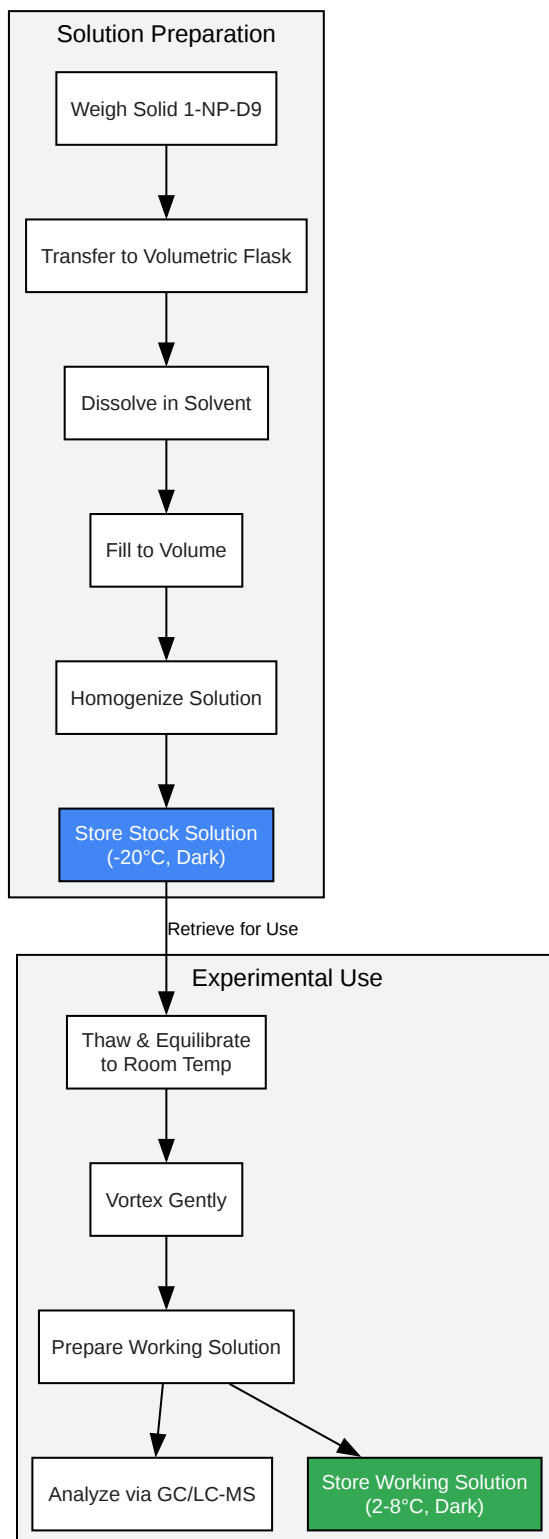 Solution Preparation
Weigh Solid 1-NP-D9
Transfer to Volumetric Flask
Dissolve in Solvent
Fill to Volume
Homogenize Solution
Store Stock Solution
(-20°C, Dark)
Retrieve for Use
Experimental Use
Thaw & Equilibrate
to Room Temp
Vortex Gently
Prepare Working Solution
Analyze via GC/LC-MS
Store Working Solution
(2-8°C, Dark)